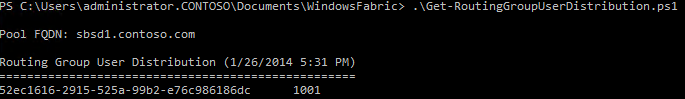 PS C:\Users\administrator.CONTOSO\Documents\WindowsFabric> .\Get-RoutingGroupUserDistribution.ps1
Pool FQDN: sbsd1.contoso.com
Routing Group User Distribution (1/26/2014 5:31 PM)
===================================================
52ec1616-2915-525a-99b2-e76c986186dc 1001